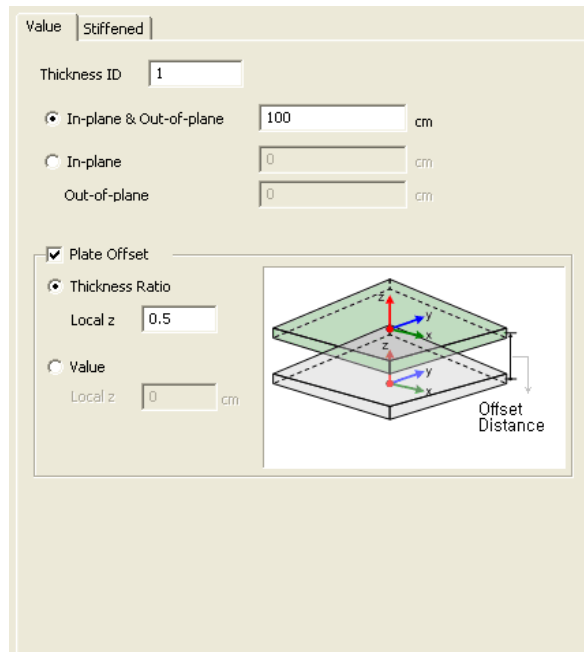 Value Stiffened
Thickness ID 1
In-plane & Out-of-plane 100 cm
In-plane 0 cm
Out-of-plane 0 cm
Plate Offset
Thickness Ratio
Local z 0.5
Value
Local z 0 cm
z
y
x
z
y
x
Offset
Distance